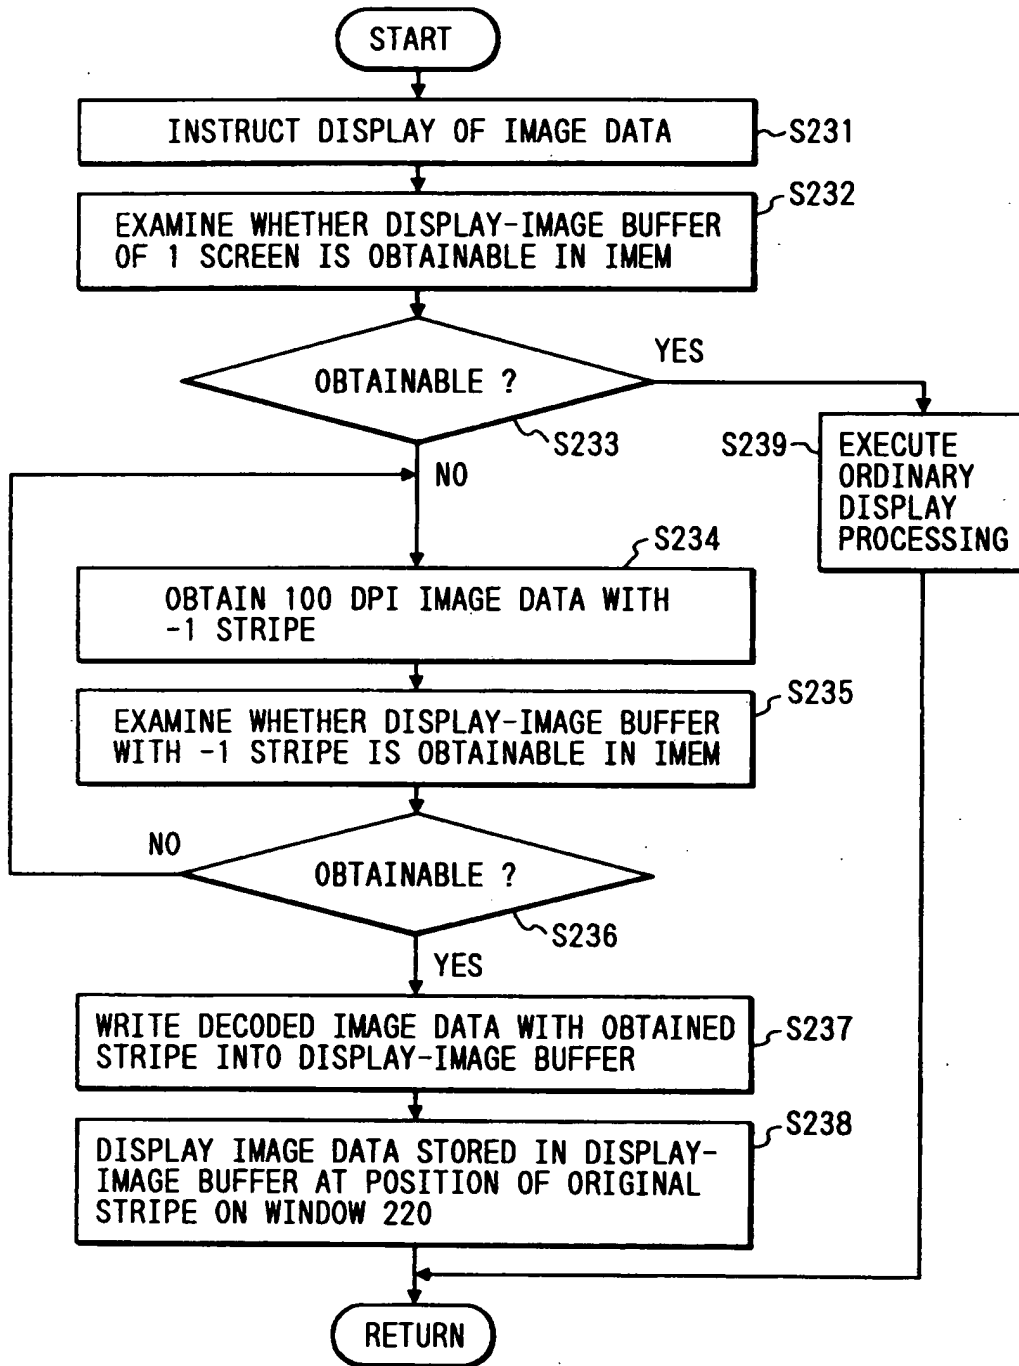 START
INSTRUCT DISPLAY OF IMAGE DATA
S231
S232
EXAMINE WHETHER DISPLAY-IMAGE BUFFER
OF 1 SCREEN IS OBTAINABLE IN IMEM
YES
OBTAINABLE ?
S233
NO
S239
EXECUTE
ORDINARY
DISPLAY
PROCESSING
S234
OBTAIN 100 DPI IMAGE DATA WITH
-1 STRIPE
S235
EXAMINE WHETHER DISPLAY-IMAGE BUFFER
WITH -1 STRIPE IS OBTAINABLE IN IMEM
NO
OBTAINABLE ?
S236
YES
WRITE DECODED IMAGE DATA WITH OBTAINED
STRIPE INTO DISPLAY-IMAGE BUFFER
S237
S238
DISPLAY IMAGE DATA STORED IN DISPLAY-
IMAGE BUFFER AT POSITION OF ORIGINAL
STRIPE ON WINDOW 220
RETURN